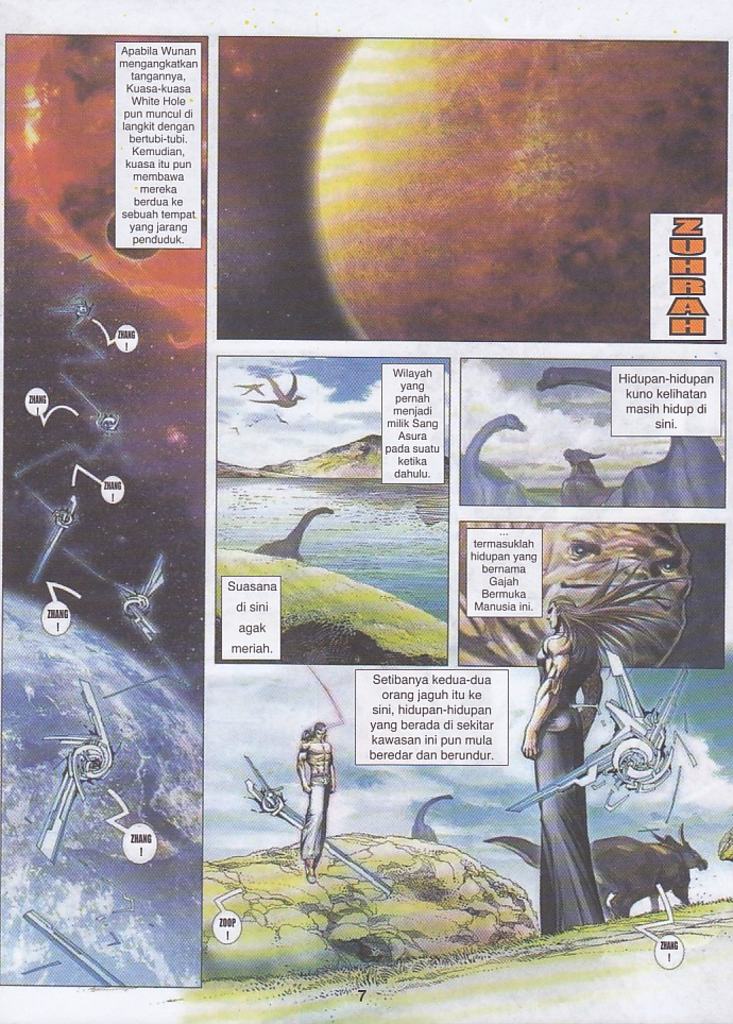 Apabila Wunan
mengangkatkan
tangannya,
Kuasa-kuasa
White Hole
pun muncul di
langkit dengan
bertubi-tubi.
Kemudian,
kuasa itu pun
membawa
mereka
berdua ke
sebuah tempat
yang jarang
penduduk.
ZHANG
!
ZHANG
!
ZHANG
!
ZHANG
!
ZHANG
!
ZUHRAH
Wilayah
yang
pernah
menjadi
milik Sang
Asura
pada suatu
ketika
dahulu.
Suasana
di sini
agak
meriah.
Hidupan-hidupan
kuno kelihatan
masih hidup di
sini.
...
termasuklah
hidupan yang
bernama
Gajah
Bermuka
Manusia ini.
Setibanya kedua-dua
orang jaguh itu ke
sini, hidupan-hidupan
yang berada di sekitar
kawasan ini pun mula
beredar dan berundur.
ZOOP
!
ZHANG
!
7